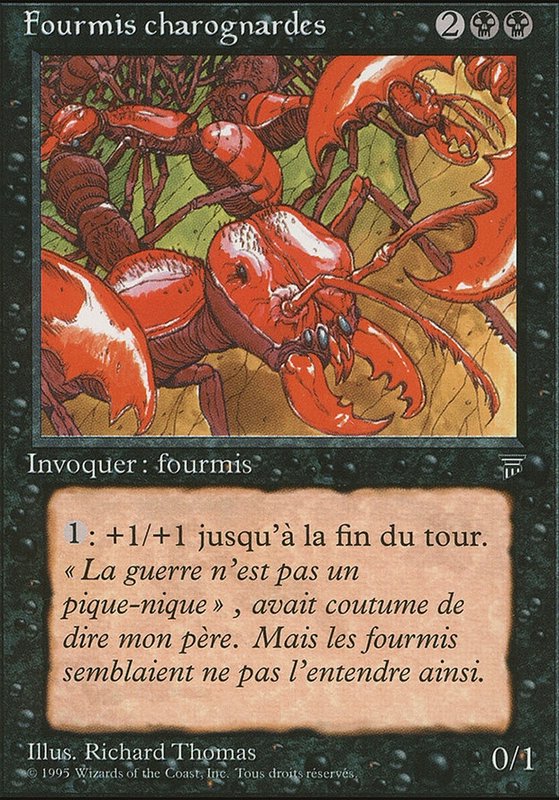 Fourmis charognardes 2
Invoquer : fourmis
1: +1/+1 jusqu'à la fin du tour.
« La guerre n'est pas un
pique-nique » , avait coutume de
dire mon père. Mais les fourmis
semblaient ne pas l'entendre ainsi.
Illus. Richard Thomas
0/1
© 1995 Wizards of the Coast, Inc. Tous droits réservés.